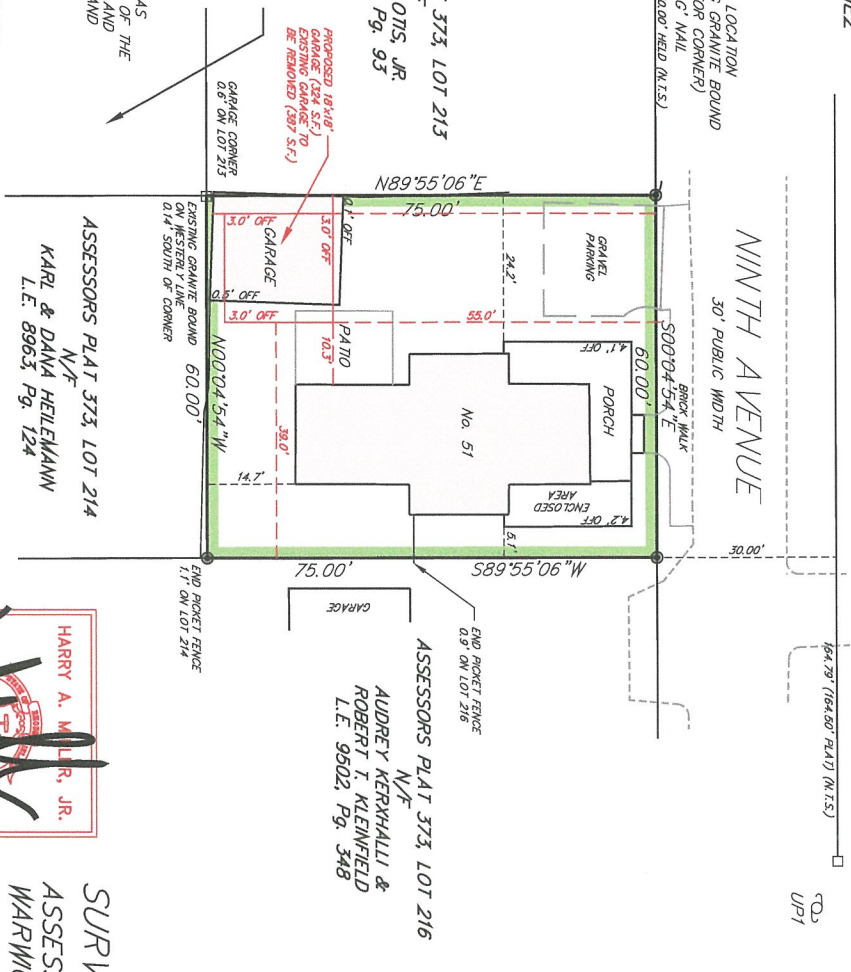 LOCATION
GRANITE BOUND
OR CORNER)
G' NAIL
0.00' HELD (N.T.S.)
373, LOT 213
OTIS, JR.
Pg. 93
AS
OF THE
AND
AND
PROPOSED 18'x18'
GARAGE (324 S.F.)
EXISTING GARAGE TO
BE REMOVED (387 S.F.)
GARAGE CORNER
0.6' ON LOT 213
N89°55'06"E
75.00'
0.1' OFF
3.0' OFF
3.0' OFF
GARAGE
0.5' OFF
3.0' OFF
24.2'
GRAVEL
PARKING
NINTH AVENUE
30' PUBLIC WIDTH
EXISTING GRANITE BOUND
ON WESTERLY LINE
0.14' SOUTH OF CORNER
ASSESSORS PLAT 373, LOT 214
N/F
KARL & DANA HEILEMANN
L.E. 8963, Pg. 124
N00°04'54"W
60.00'
PATIO
10.3'
55.0'
4.1' OFF
S00°04'54"E
60.00'
BRICK WALK
PORCH
No. 51
39.0'
14.7'
ENCLOSED
AREA
4.2' OFF
5.1'
75.00'
S89°55'06"W
30.00'
164.79' (164.50' PLAT) (N.T.S.)
END PICKET FENCE
1.1' ON LOT 214
GARAGE
END PICKET FENCE
0.9' ON LOT 216
ASSESSORS PLAT 373, LOT 216
N/F
AUDREY KERXHALLI &
ROBERT T. KLEINFIELD
L.E. 9502, Pg. 348
HARRY A. MILLER, JR.
UP1
SURV
ASSES
WARWIC